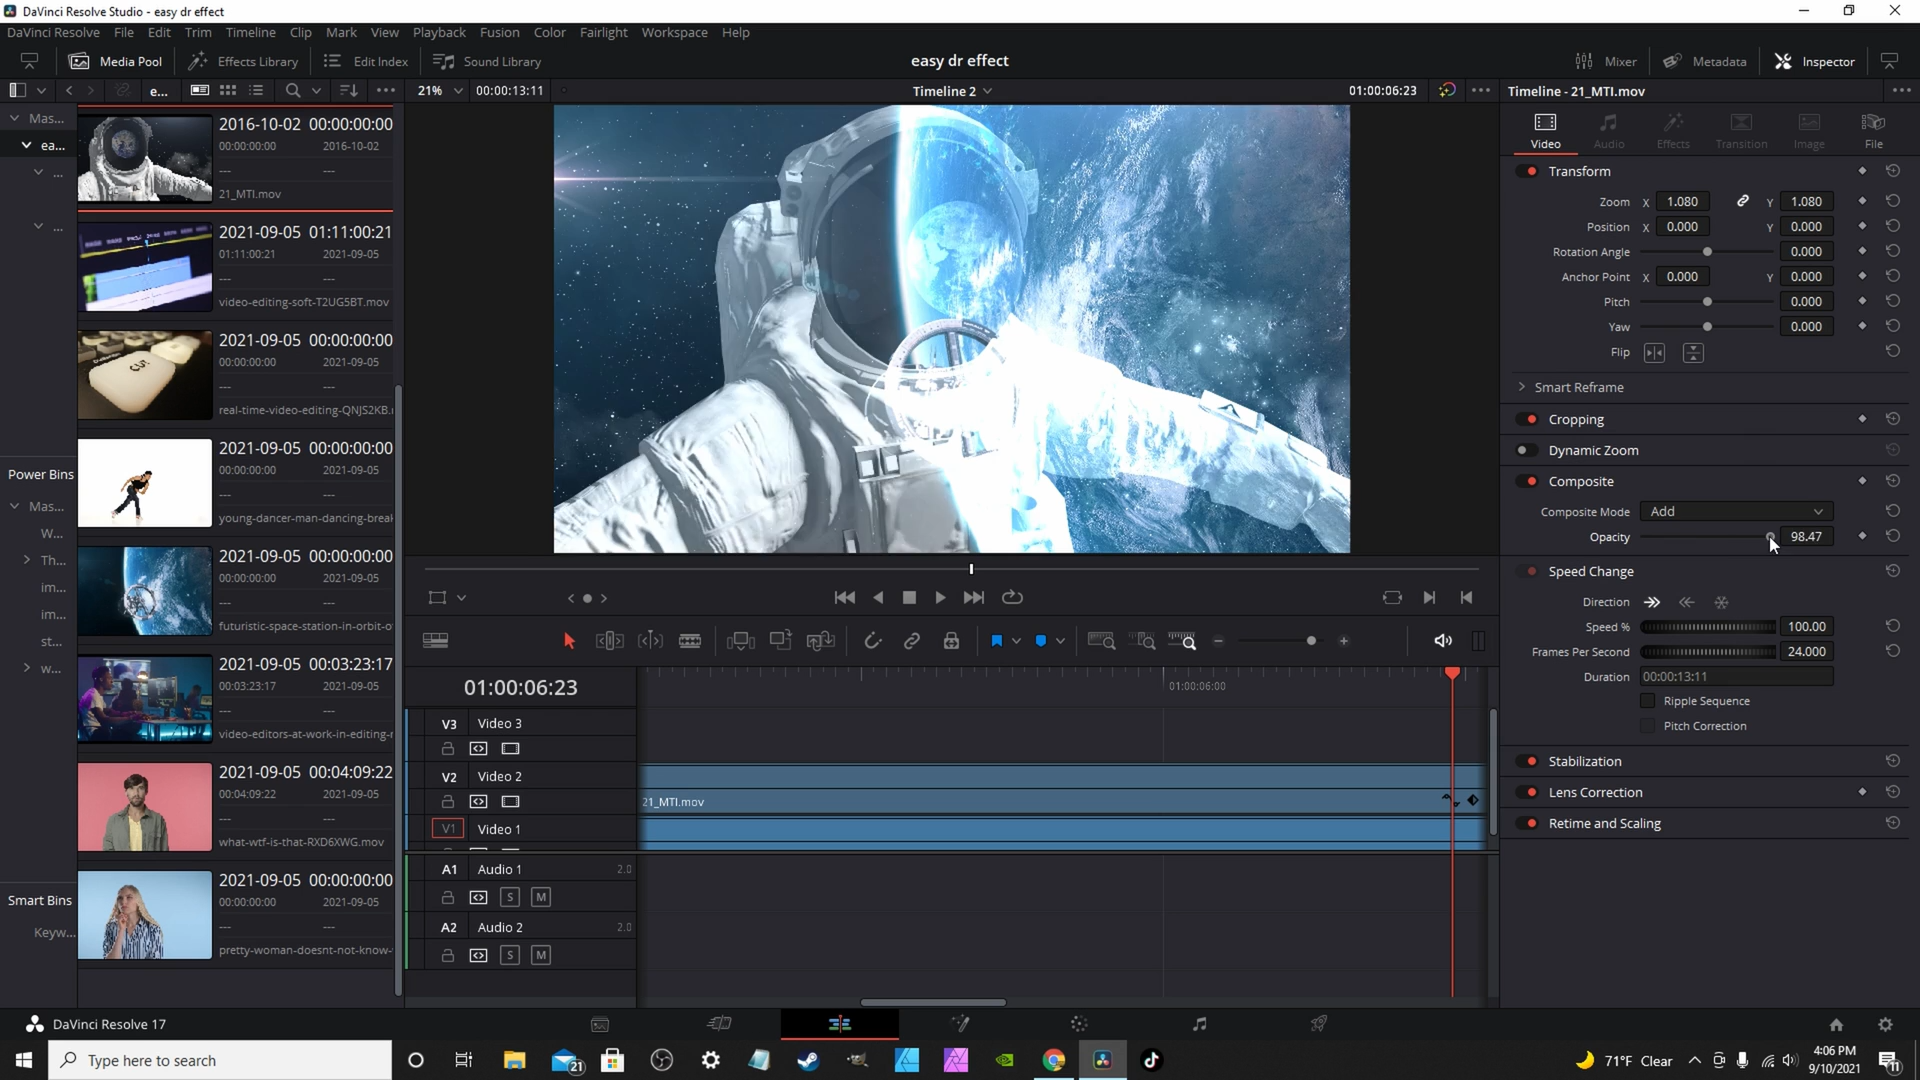 DaVinci Resolve Studio - easy dr effect
DaVinci Resolve File Edit Trim Timeline Clip Mark View Playback Fusion Color Fairlight Workspace Help
Media Pool Effects Library Edit Index Sound Library easy dr effect Mixer Metadata Inspector
e... 21% 00:00:13:11 Timeline 2 01:00:06:23 Timeline - 21_MTI.mov
Mas...
ea...
...
...
Power Bins
Mas...
W...
Th...
im...
im...
st...
w...
Smart Bins
Keyw...
2016-10-02 00:00:00:00
00:00:00:00 2016-10-02
--- ---
21_MTI.mov
2021-09-05 01:11:00:21
01:11:00:21 2021-09-05
--- ---
video-editing-soft-T2UG5BT.mov
CUT
2021-09-05 00:00:00:00
00:00:00:00 2021-09-05
--- ---
real-time-video-editing-QNJS2KB.
2021-09-05 00:00:00:00
00:00:00:00 2021-09-05
--- ---
young-dancer-man-dancing-break
2021-09-05 00:00:00:00
00:00:00:00 2021-09-05
--- ---
futuristic-space-station-in-orbit-o
2021-09-05 00:03:23:17
00:03:23:17 2021-09-05
--- ---
video-editors-at-work-in-editing-r
2021-09-05 00:04:09:22
00:04:09:22 2021-09-05
--- ---
what-wtf-is-that-RXD6XWG.mov
2021-09-05 00:00:00:00
00:00:00:00 2021-09-05
--- ---
pretty-woman-doesnt-not-know-
Video Audio Effects Transition Image File
Transform
Zoom X 1.080 Y 1.080
Position X 0.000 Y 0.000
Rotation Angle 0.000
Anchor Point X 0.000 Y 0.000
Pitch 0.000
Yaw 0.000
Flip
Smart Reframe
Cropping
Dynamic Zoom
Composite
Composite Mode Add
Opacity 98.47
Speed Change
Direction
Speed % 100.00
Frames Per Second 24.000
Duration 00:00:13:11
Ripple Sequence
Pitch Correction
Stabilization
Lens Correction
Retime and Scaling
01:00:06:23 01:00:06:00
V3 Video 3
V2 Video 2
21_MTI.mov
V1 Video 1
A1 Audio 1 2.0
S M
A2 Audio 2 2.0
S M
DaVinci Resolve 17
Type here to search
21
71°F Clear
4:06 PM
9/10/2021
11